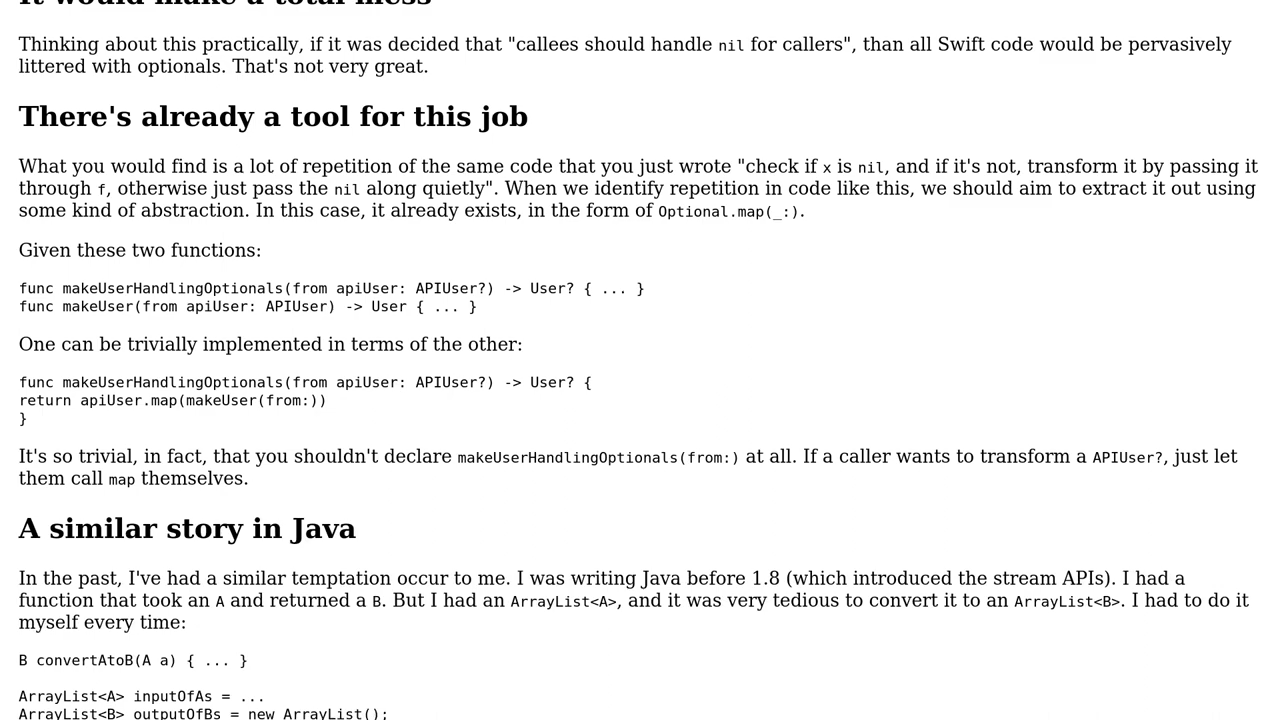 It would make a total mess
Thinking about this practically, if it was decided that "callees should handle nil for callers", than all Swift code would be pervasively
littered with optionals. That's not very great.
There's already a tool for this job
What you would find is a lot of repetition of the same code that you just wrote "check if x is nil, and if it's not, transform it by passing it
through f, otherwise just pass the nil along quietly". When we identify repetition in code like this, we should aim to extract it out using
some kind of abstraction. In this case, it already exists, in the form of Optional.map(_:).
Given these two functions:
func makeUserHandlingOptionals(from apiUser: APIUser?) -> User? { ... }
func makeUser(from apiUser: APIUser) -> User { ... }
One can be trivially implemented in terms of the other:
func makeUserHandlingOptionals(from apiUser: APIUser?) -> User? {
return apiUser.map(makeUser(from:))
}
It's so trivial, in fact, that you shouldn't declare makeUserHandlingOptionals(from:) at all. If a caller wants to transform a APIUser?, just let
them call map themselves.
A similar story in Java
In the past, I've had a similar temptation occur to me. I was writing Java before 1.8 (which introduced the stream APIs). I had a
function that took an A and returned a B. But I had an ArrayList<A>, and it was very tedious to convert it to an ArrayList<B>. I had to do it
myself every time:
B convertAtoB(A a) { ... }
ArrayList<A> inputOfAs = ...
ArrayList<B> outputOfBs = new ArrayList();